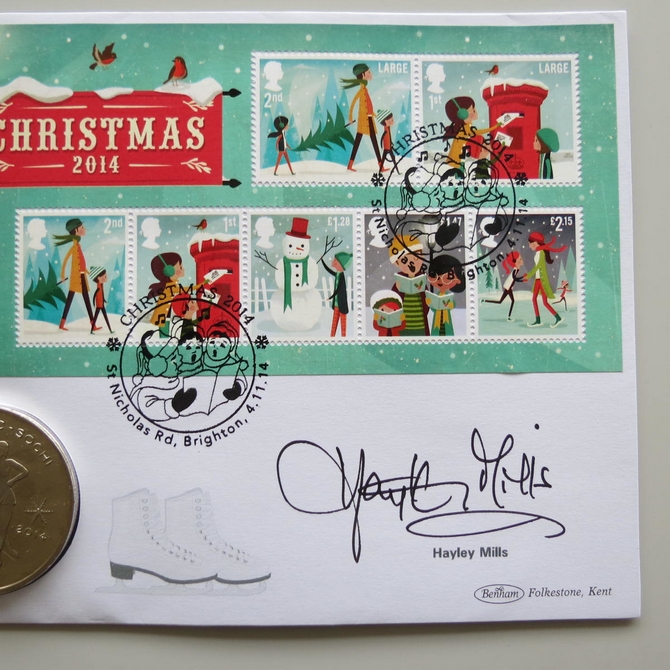 CHRISTMAS
2014
2nd LARGE
1st LARGE
2nd
1st
£1.28
£1.47
£2.15
CHRISTMAS 2014
St Nicholas Rd, Brighton, 4.11.14
CHRISTMAS 2014
St Nicholas Rd, Brighton, 4.11.14
SOCHI
2014
Hayley Mills
Hayley Mills
Benham Folkestone, Kent